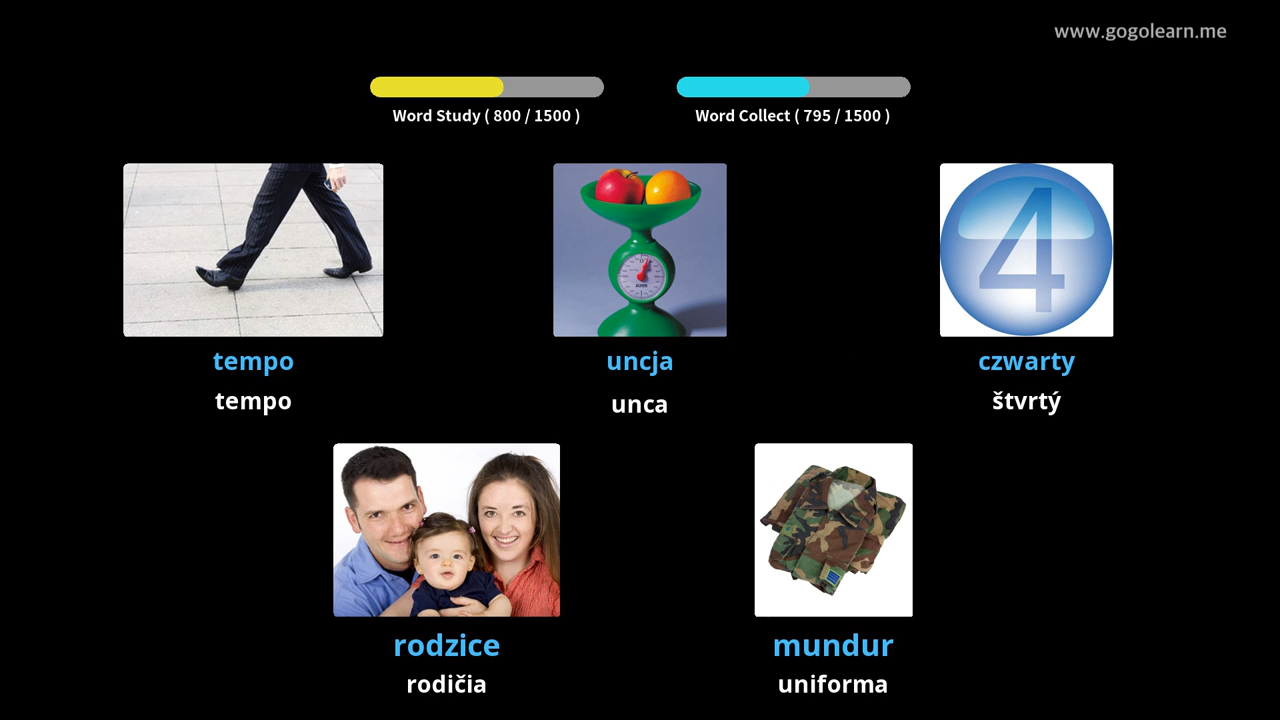 www.gogolearn.me
Word Study ( 800 / 1500 )
Word Collect ( 795 / 1500 )
4
tempo
tempo
uncja
unca
czwarty
štvrtý
rodzice
rodičia
mundur
uniforma